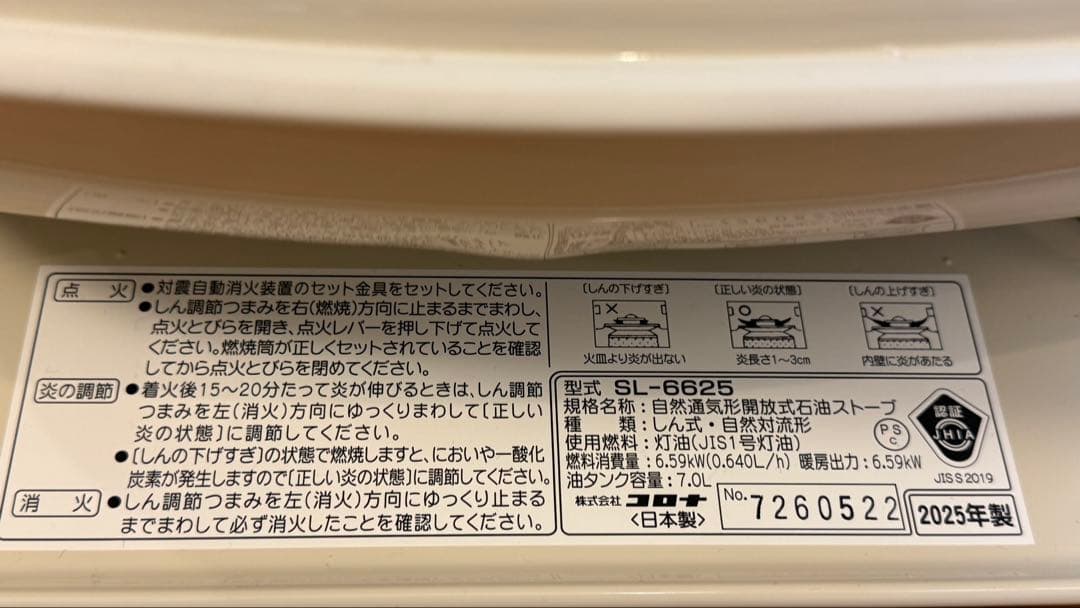 点 火
●対震自動消火装置のセット金具をセットしてください。
●しん調節つまみを右(燃焼)方向に止まるまでまわし、
点火とびらを開き、点火レバーを押し下げて点火して
ください。燃焼筒が正しくセットされていることを確認
してから点火とびらを閉めてください。
炎の調節
●着火後15〜20分たって炎が伸びるときは、しん調節
つまみを左(消火)方向にゆっくりまわして[正しい
炎の状態]に調節してください。
●[しんの下げすぎ]の状態で燃焼しますと、においや一酸化
炭素が発生しますので[正しい炎の状態]に調節してください。
消 火
●しん調節つまみを左(消火)方向にゆっくり止まる
までまわして必ず消火したことを確認してください。
[しんの下げすぎ]
×
火皿より炎が出ない
[正しい炎の状態]
○
炎長さ1〜3cm
[しんの上げすぎ]
×
内壁に炎があたる
型式 SL-6625
規格名称:自然通気形開放式石油ストーブ
種 類:しん式・自然対流形
使用燃料:灯油(JIS1号灯油)
燃料消費量:6.59kW(0.640L/h) 暖房出力:6.59kW
油タンク容量:7.0L
PS
C
認証
JHIA
JIS S 2019
株式会社 コロナ
<日本製>
No.7260522
2025年製